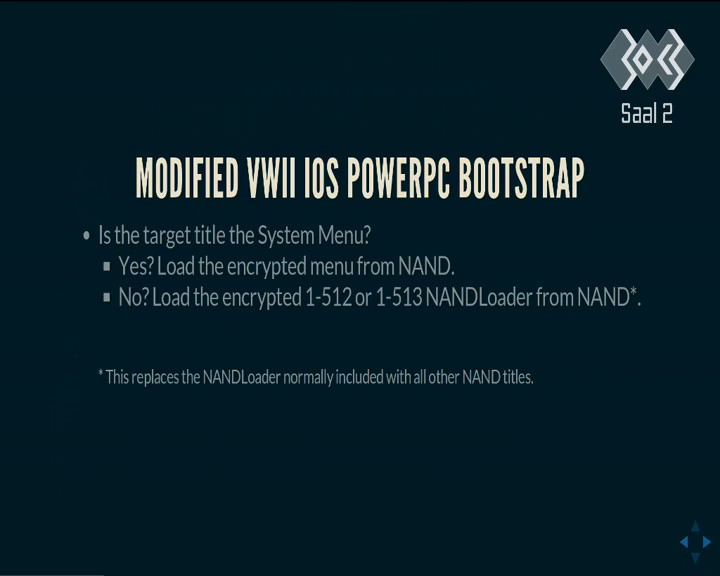 Saal 2
MODIFIED VWII IOS POWERPC BOOTSTRAP
Is the target title the System Menu?
Yes? Load the encrypted menu from NAND.
No? Load the encrypted 1-512 or 1-513 NANDLoader from NAND*.
* This replaces the NANDLoader normally included with all other NAND titles.